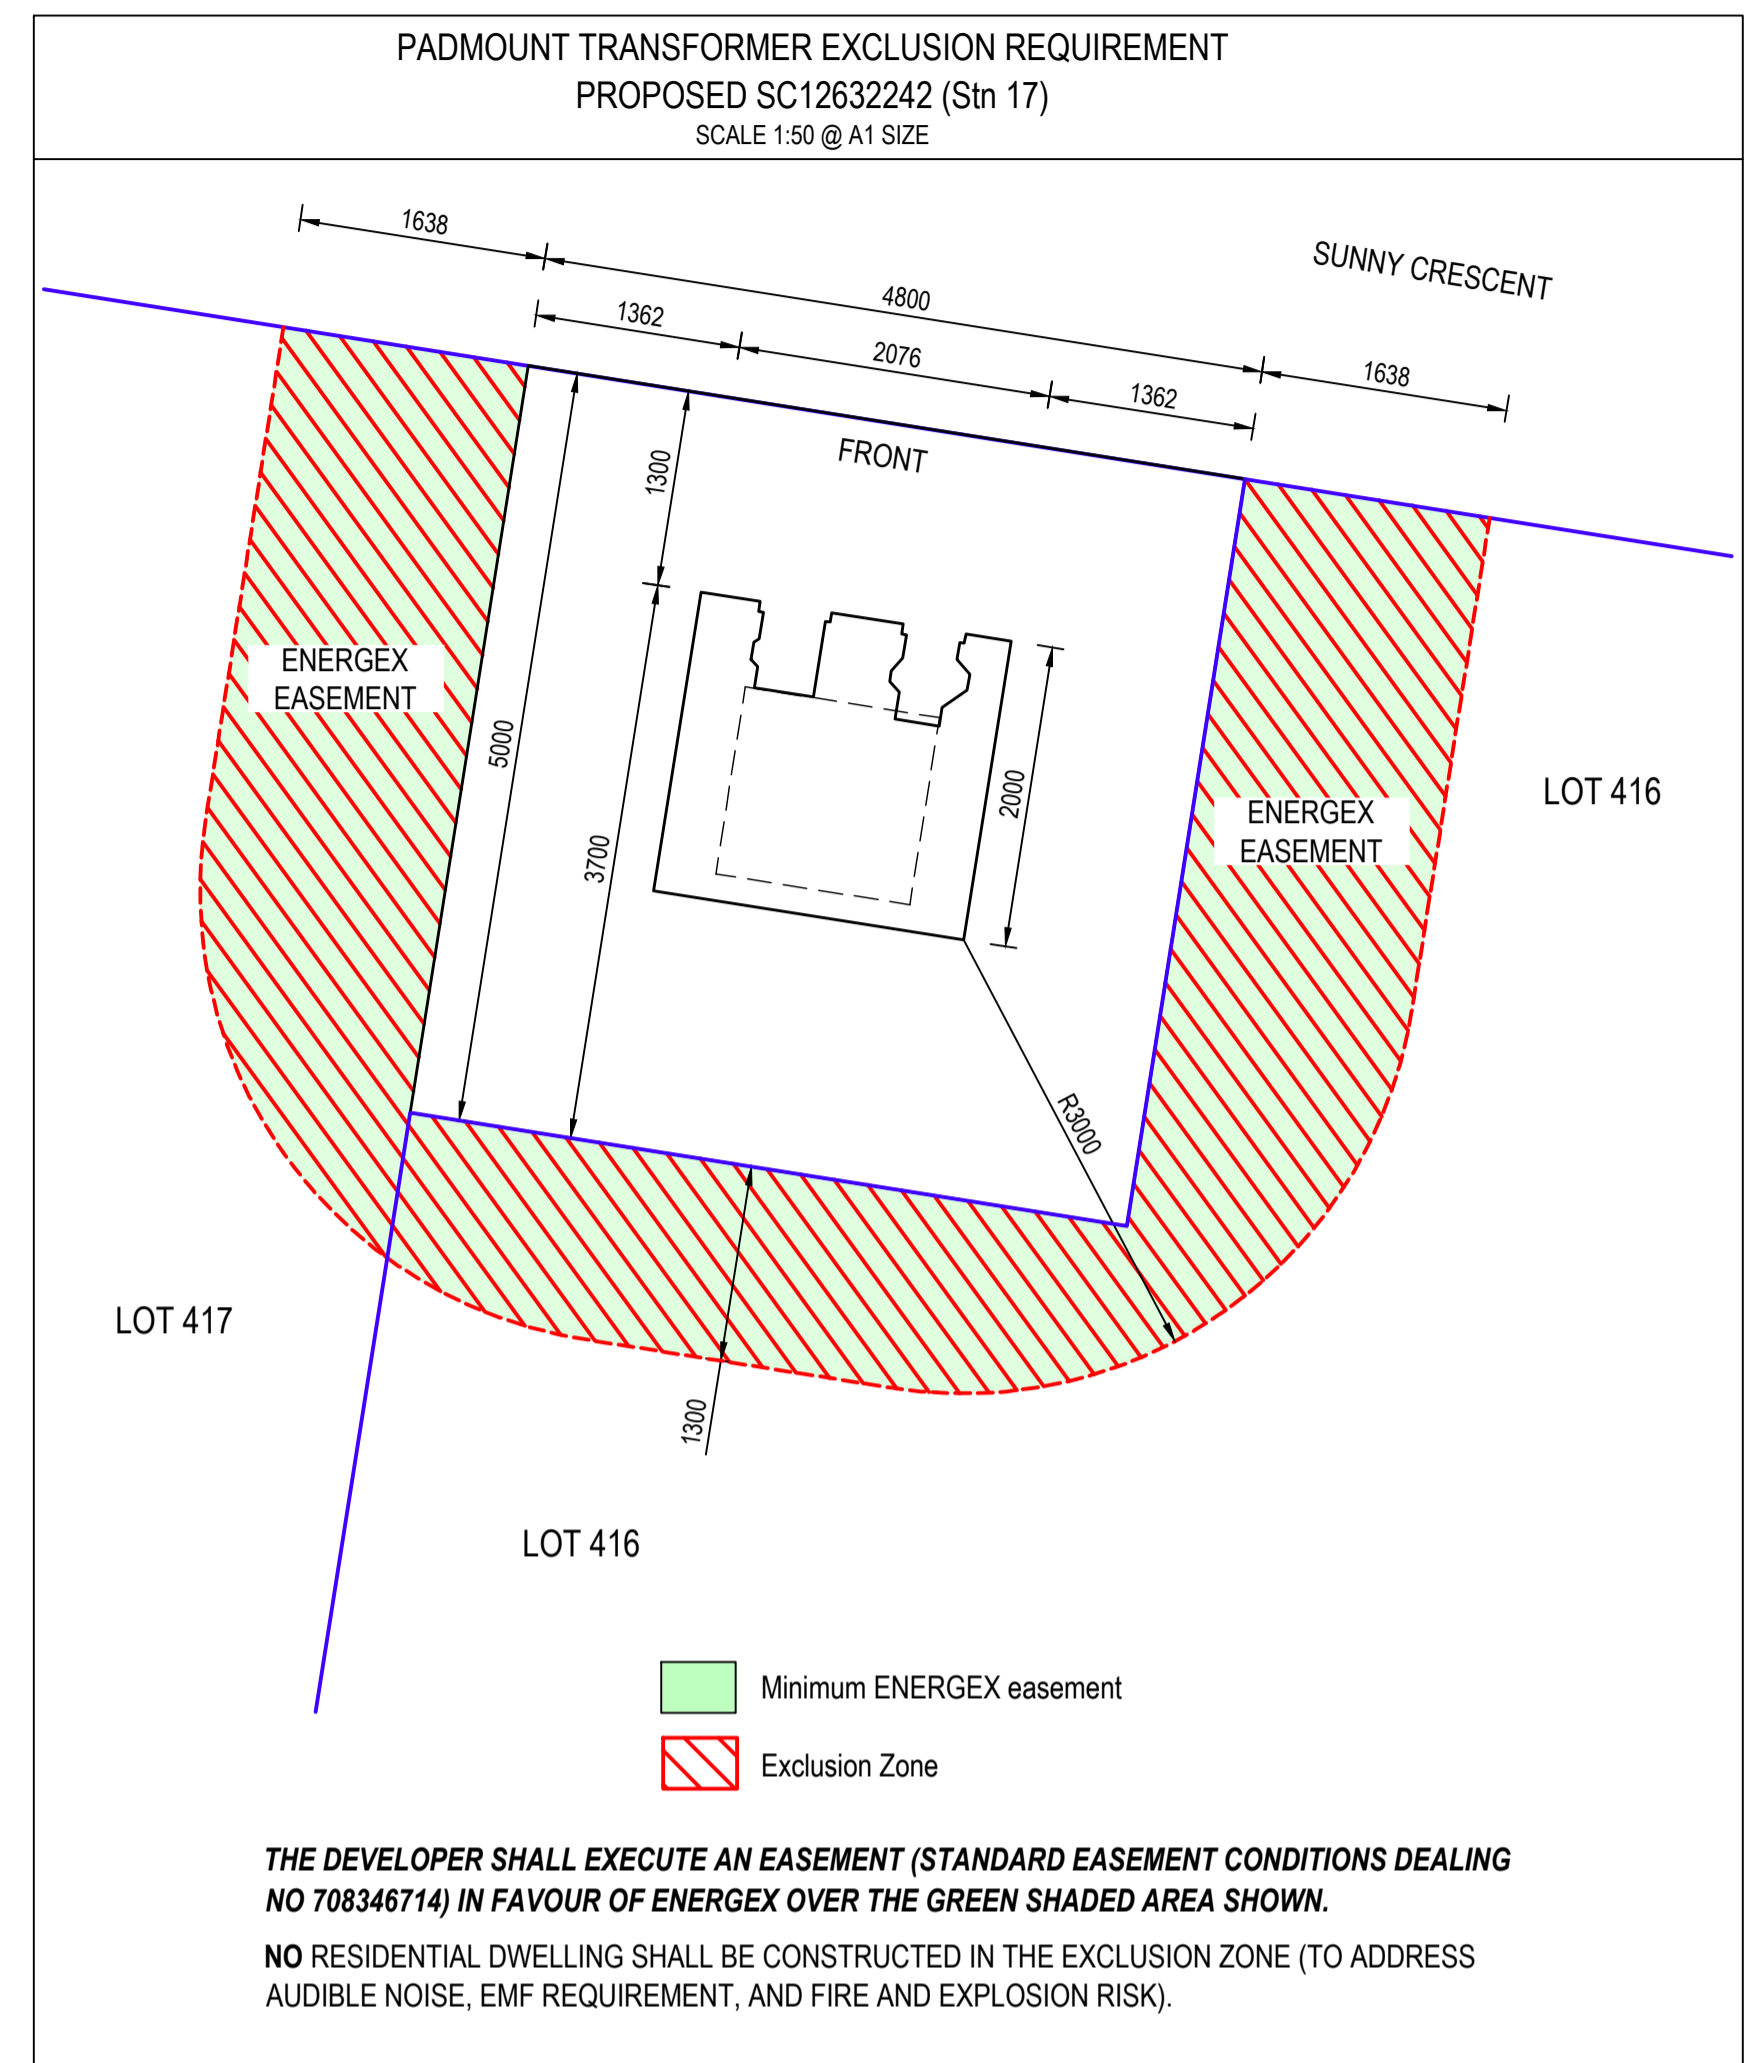 PADMOUNT TRANSFORMER EXCLUSION REQUIREMENT
PROPOSED SC12632242 (Stn 17)
SCALE 1:50 @ A1 SIZE
1638
4800
SUNNY CRESCENT
1362
2076
1638
1362
FRONT
1300
ENERGEX
EASEMENT
5000
3700
2000
LOT 416
ENERGEX
EASEMENT
R3000
LOT 417
1300
LOT 416
Minimum ENERGEX easement
Exclusion Zone
THE DEVELOPER SHALL EXECUTE AN EASEMENT (STANDARD EASEMENT CONDITIONS DEALING
NO 708346714) IN FAVOUR OF ENERGEX OVER THE GREEN SHADED AREA SHOWN.
NO RESIDENTIAL DWELLING SHALL BE CONSTRUCTED IN THE EXCLUSION ZONE (TO ADDRESS
AUDIBLE NOISE, EMF REQUIREMENT, AND FIRE AND EXPLOSION RISK).